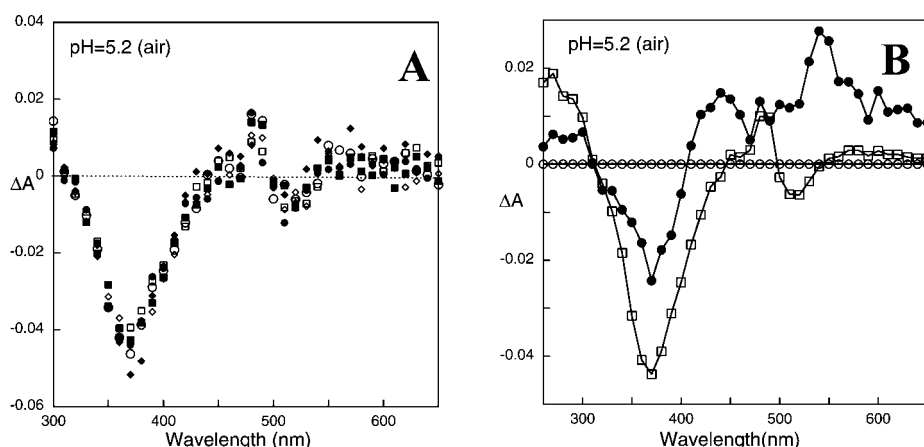 0.04
pH=5.2 (air)
A
0.02
0
ΔA
-0.02
-0.04
-0.06
300 400 500 600
Wavelength (nm)
pH=5.2 (air)
B
0.02
0
ΔA
-0.02
-0.04
300 400 500 600
Wavelength(nm)